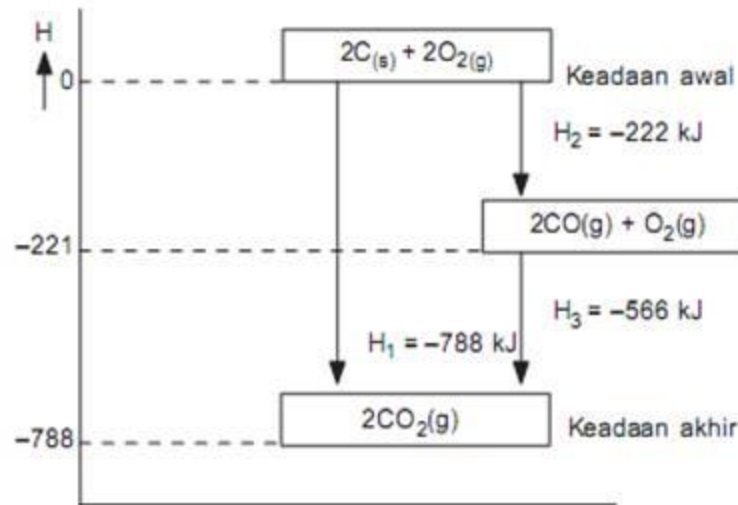 H
2C(s) + 2O2(g)
0
Keadaan awal
H2 = –222 kJ
2CO(g) + O2(g)
–221
H3 = –566 kJ
H1 = –788 kJ
2CO2(g)
Keadaan akhir
–788